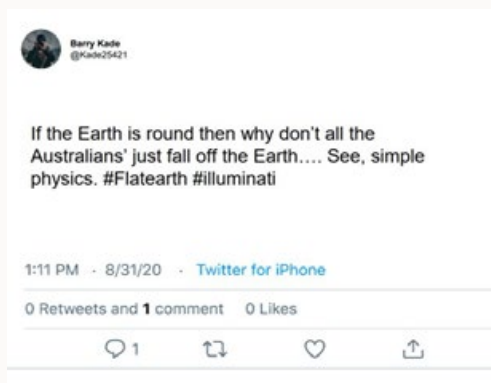 Barry Kade
@Kade25421
If the Earth is round then why don't all the
Australians' just fall off the Earth…. See, simple
physics. #Flatearth #illuminati
1:11 PM · 8/31/20 · Twitter for iPhone
0 Retweets and 1 comment 0 Likes
1